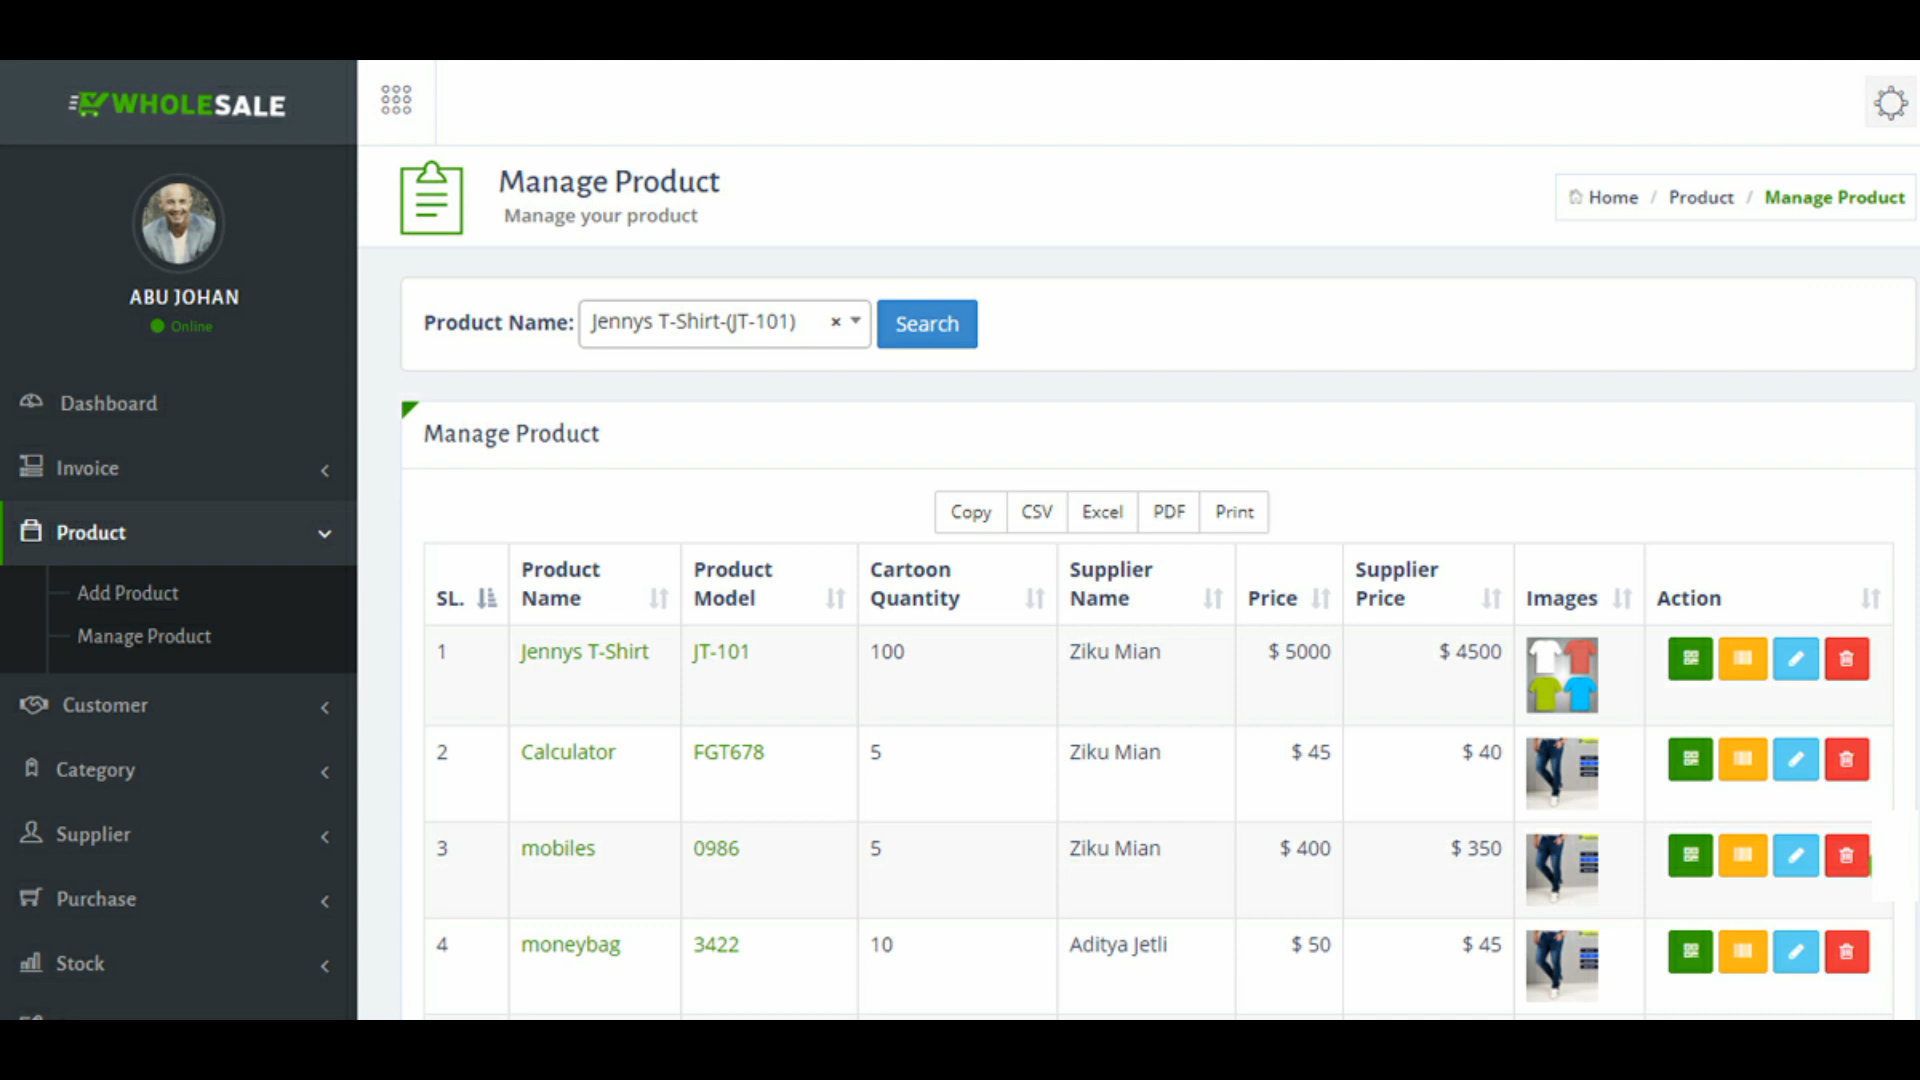 WHOLESALE
ABU JOHAN
Online
Dashboard
Invoice
Product
Add Product
Manage Product
Customer
Category
Supplier
Purchase
Stock
Manage Product
Manage your product
Home / Product / Manage Product
Product Name: Jennys T-Shirt-(JT-101) × Search
Manage Product
Copy CSV Excel PDF Print
SL. Product Name Product Model Cartoon Quantity Supplier Name Price Supplier Price Images Action
1 Jennys T-Shirt JT-101 100 Ziku Mian $ 5000 $ 4500
2 Calculator FGT678 5 Ziku Mian $ 45 $ 40
3 mobiles 0986 5 Ziku Mian $ 400 $ 350
4 moneybag 3422 10 Aditya Jetli $ 50 $ 45